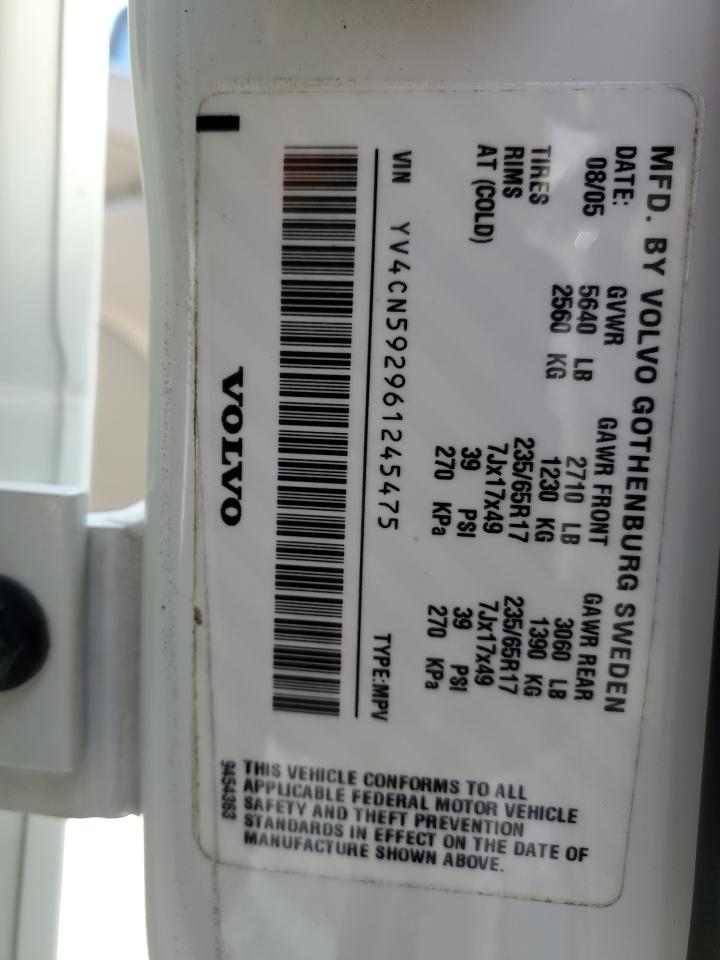 MFD. BY VOLVO GOTHENBURG SWEDEN
DATE: GVWR GAWR FRONT GAWR REAR
08/05 5640 LB 2710 LB 3060 LB
2560 KG 1230 KG 1390 KG
TIRES 235/65R17 235/65R17
RIMS 7Jx17x49 7Jx17x49
AT (COLD) 39 PSI 39 PSI
270 KPa 270 KPa
VIN YV4CN592961245475 TYPE:MPV
VOLVO
THIS VEHICLE CONFORMS TO ALL
APPLICABLE FEDERAL MOTOR VEHICLE
SAFETY AND THEFT PREVENTION
STANDARDS IN EFFECT ON THE DATE OF
MANUFACTURE SHOWN ABOVE.
9454363